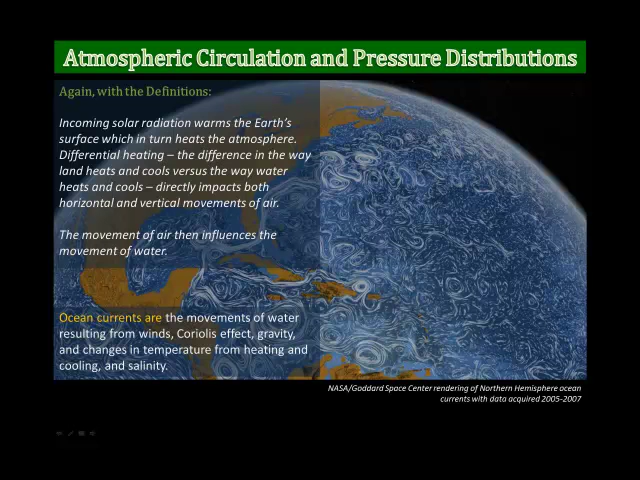 Atmospheric Circulation and Pressure Distributions
Again, with the Definitions:
Incoming solar radiation warms the Earth's
surface which in turn heats the atmosphere.
Differential heating – the difference in the way
land heats and cools versus the way water
heats and cools – directly impacts both
horizontal and vertical movements of air.
The movement of air then influences the
movement of water.
Ocean currents are the movements of water
resulting from winds, Coriolis effect, gravity,
and changes in temperature from heating and
cooling, and salinity.
NASA/Goddard Space Center rendering of Northern Hemisphere ocean
currents with data acquired 2005-2007